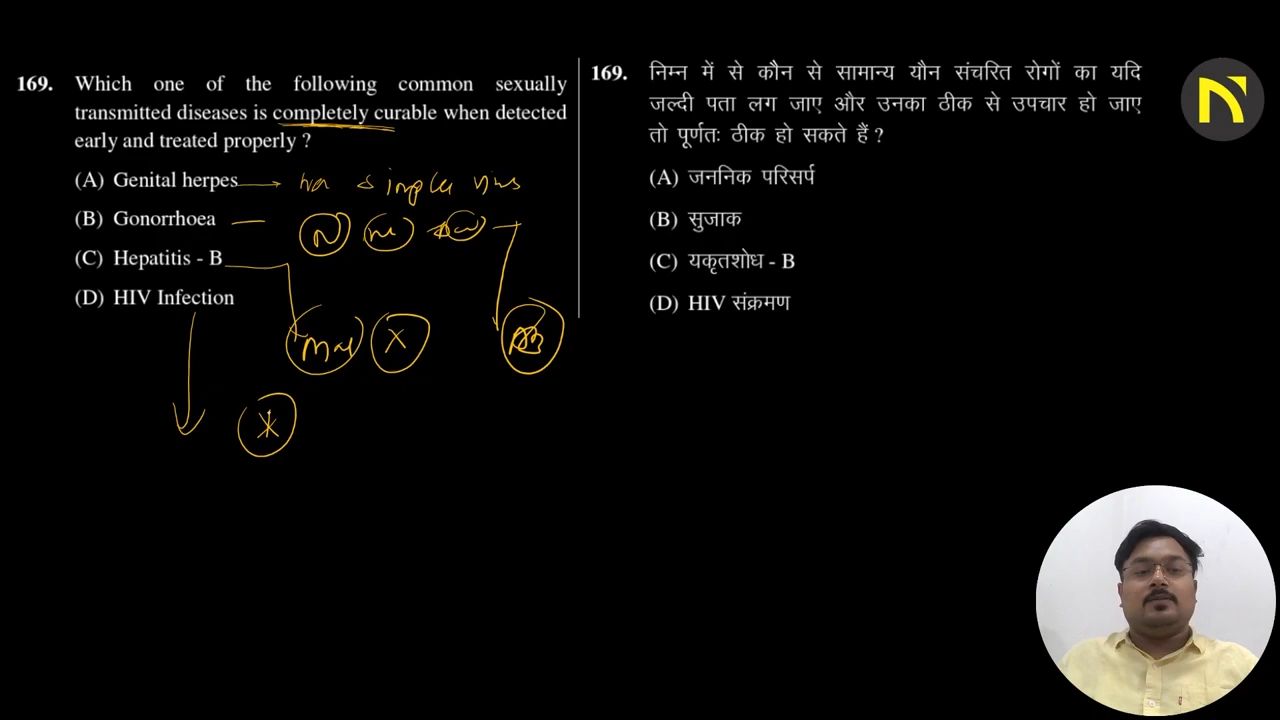 169. Which one of the following common sexually
transmitted diseases is completely curable when detected
early and treated properly ?
(A) Genital herpes
(B) Gonorrhoea
(C) Hepatitis - B
(D) HIV Infection
169. निम्न में से कौन से सामान्य यौन संचरित रोगों का यदि
जल्दी पता लग जाए और उनका ठीक से उपचार हो जाए
तो पूर्णतः ठीक हो सकते हैं ?
(A) जननिक परिसर्प
(B) सुजाक
(C) यकृतशोध - B
(D) HIV संक्रमण